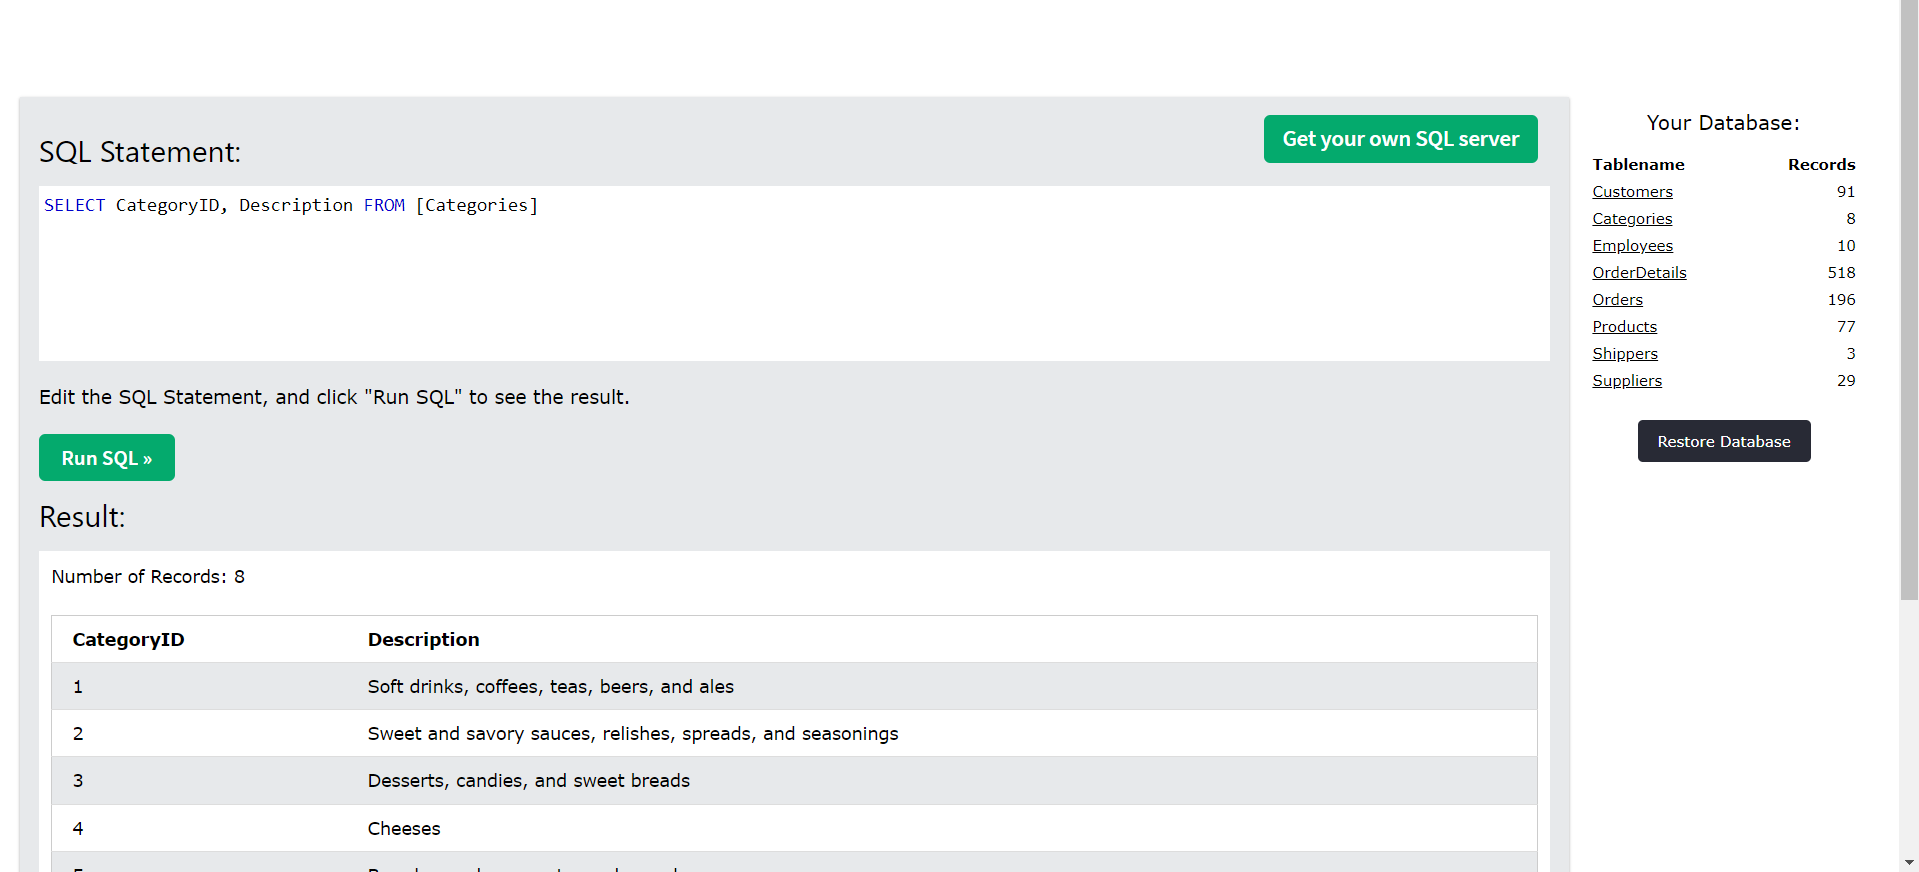 Get your own SQL server
SQL Statement:
SELECT CategoryID, Description FROM [Categories]
Edit the SQL Statement, and click "Run SQL" to see the result.
Run SQL »
Result:
Number of Records: 8
CategoryID Description
1 Soft drinks, coffees, teas, beers, and ales
2 Sweet and savory sauces, relishes, spreads, and seasonings
3 Desserts, candies, and sweet breads
4 Cheeses
Your Database:
Tablename Records
Customers 91
Categories 8
Employees 10
OrderDetails 518
Orders 196
Products 77
Shippers 3
Suppliers 29
Restore Database